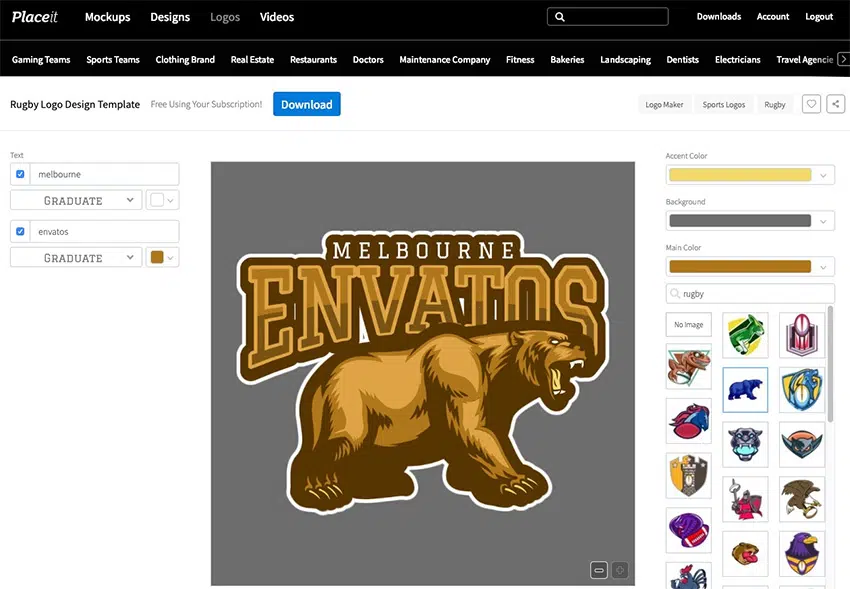 Placeit Mockups Designs Logos Videos Downloads Account Logout
Gaming Teams Sports Teams Clothing Brand Real Estate Restaurants Doctors Maintenance Company Fitness Bakeries Landscaping Dentists Electricians Travel Agencie
Rugby Logo Design Template Free Using Your Subscription! Download Logo Maker Sports Logos Rugby
Text
melbourne
GRADUATE
envatos
GRADUATE
MELBOURNE
ENVATOS
Accent Color
Background
Main Color
rugby
No Image